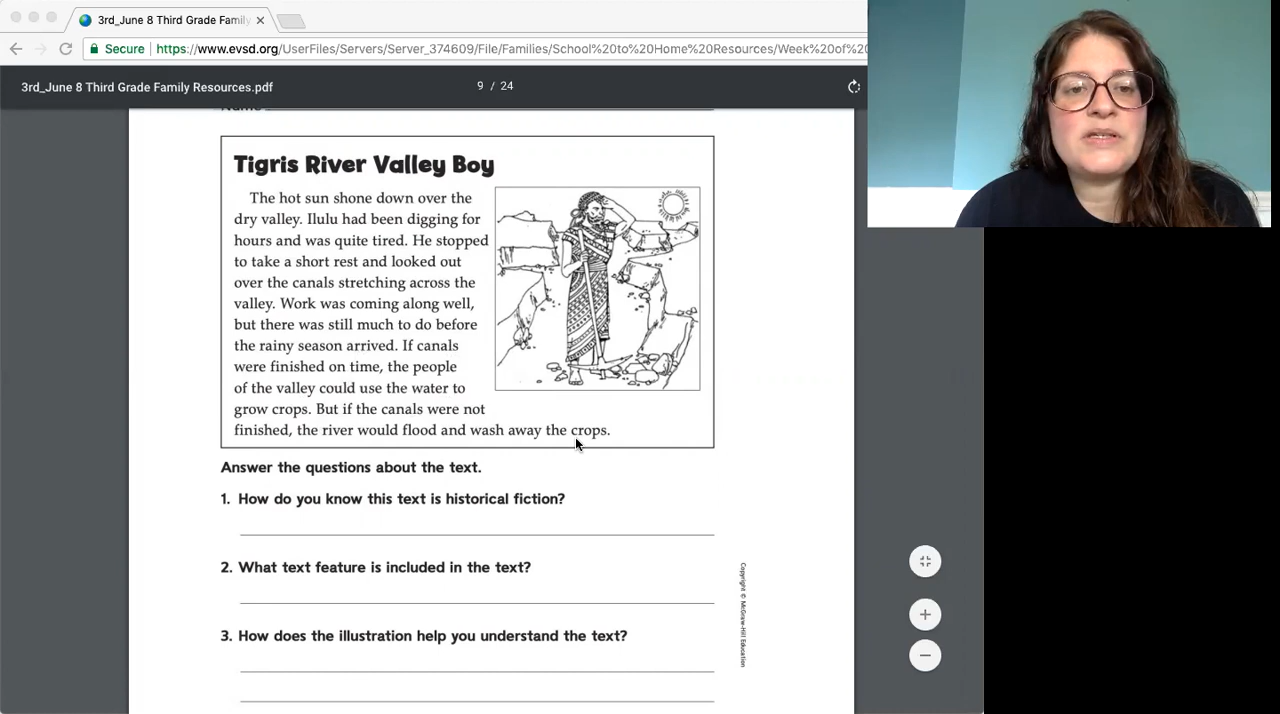 3rd_June 8 Third Grade Family
Secure https://www.evsd.org/UserFiles/Servers/Server_374609/File/Families/School%20to%20Home%20Resources/Week%20of%
3rd_June 8 Third Grade Family Resources.pdf
9 / 24
Name
Tigris River Valley Boy
The hot sun shone down over the
dry valley. Ilulu had been digging for
hours and was quite tired. He stopped
to take a short rest and looked out
over the canals stretching across the
valley. Work was coming along well,
but there was still much to do before
the rainy season arrived. If canals
were finished on time, the people
of the valley could use the water to
grow crops. But if the canals were not
finished, the river would flood and wash away the crops.
Answer the questions about the text.
1. How do you know this text is historical fiction?
2. What text feature is included in the text?
3. How does the illustration help you understand the text?
Copyright © McGraw-Hill Education